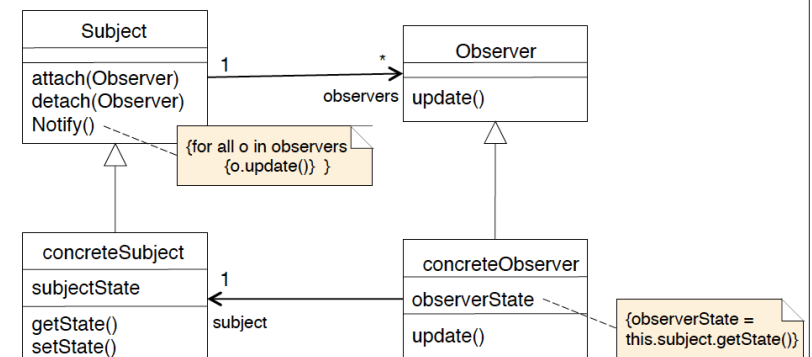 Subject
attach(Observer)
detach(Observer)
Notify()
1
*
observers
Observer
update()
{for all o in observers
{o.update()} }
concreteSubject
subjectState
getState()
setState()
1
subject
concreteObserver
observerState
update()
{observerState =
this.subject.getState()}